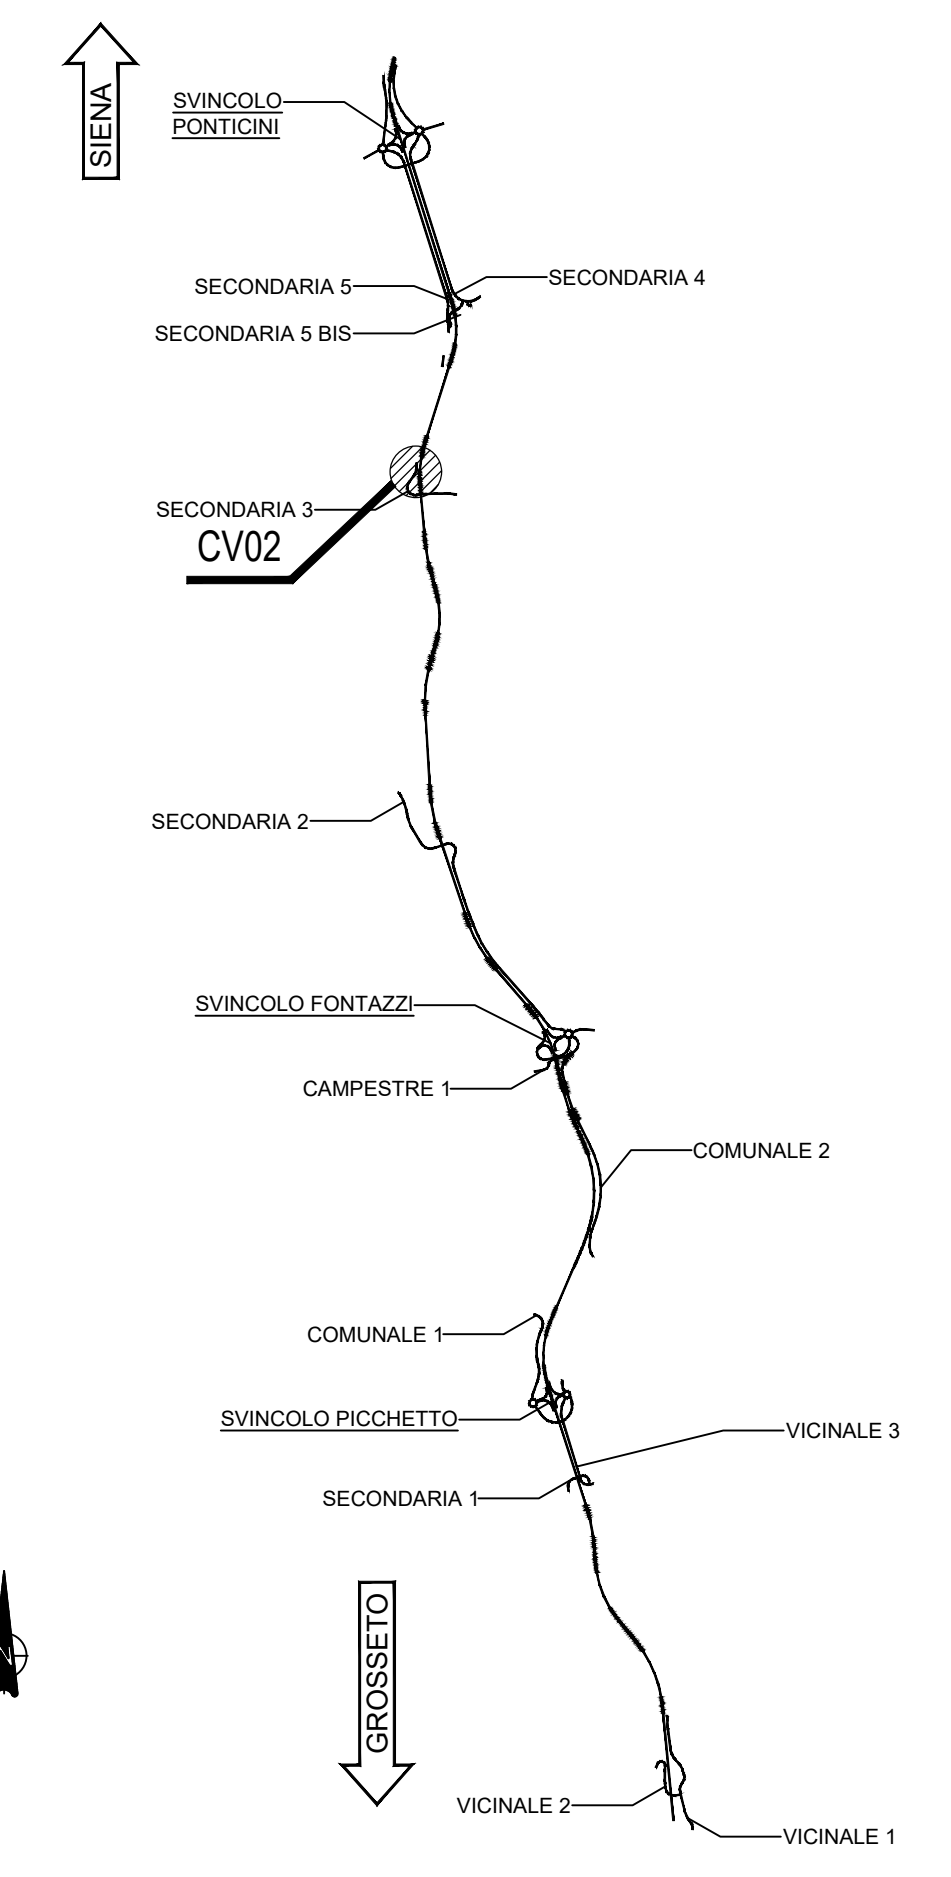 SIENA
SVINCOLO
PONTICINI
SECONDARIA 4
SECONDARIA 5
SECONDARIA 5 BIS
SECONDARIA 3
CV02
SECONDARIA 2
SVINCOLO FONTAZZI
CAMPESTRE 1
COMUNALE 2
COMUNALE 1
SVINCOLO PICCHETTO
VICINALE 3
SECONDARIA 1
GROSSETO
VICINALE 2
VICINALE 1